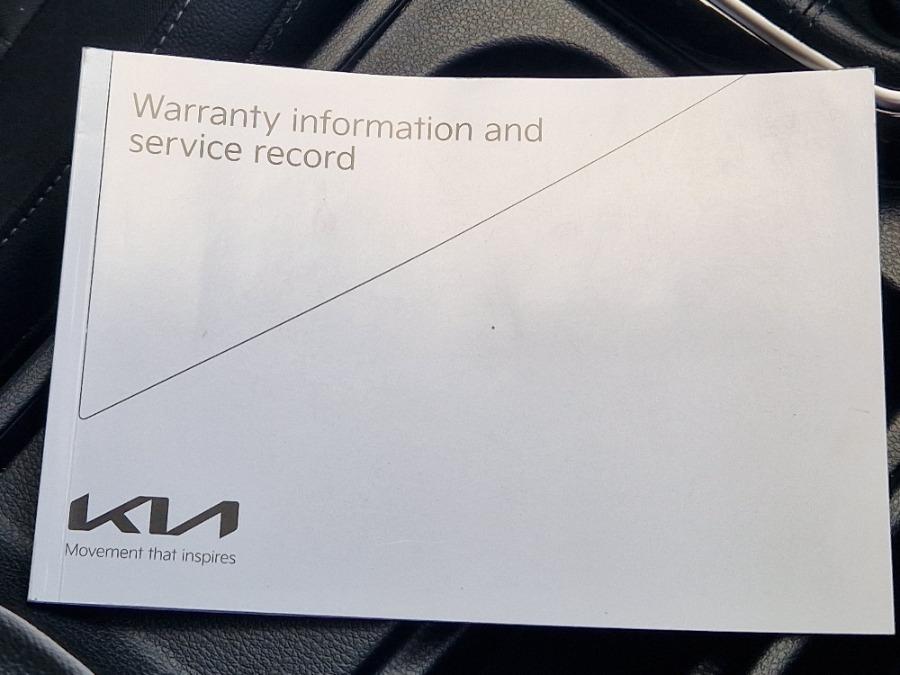 Warranty information and
service record
KIA
Movement that inspires